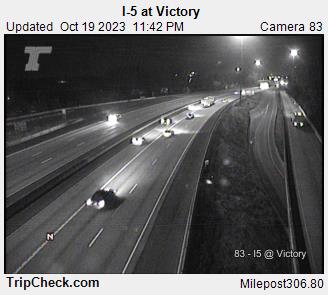 I-5 at Victory
Updated Oct 19 2023 11:42 PM Camera 83
T
N
83 - I5 @ Victory
TripCheck.com Milepost306.80